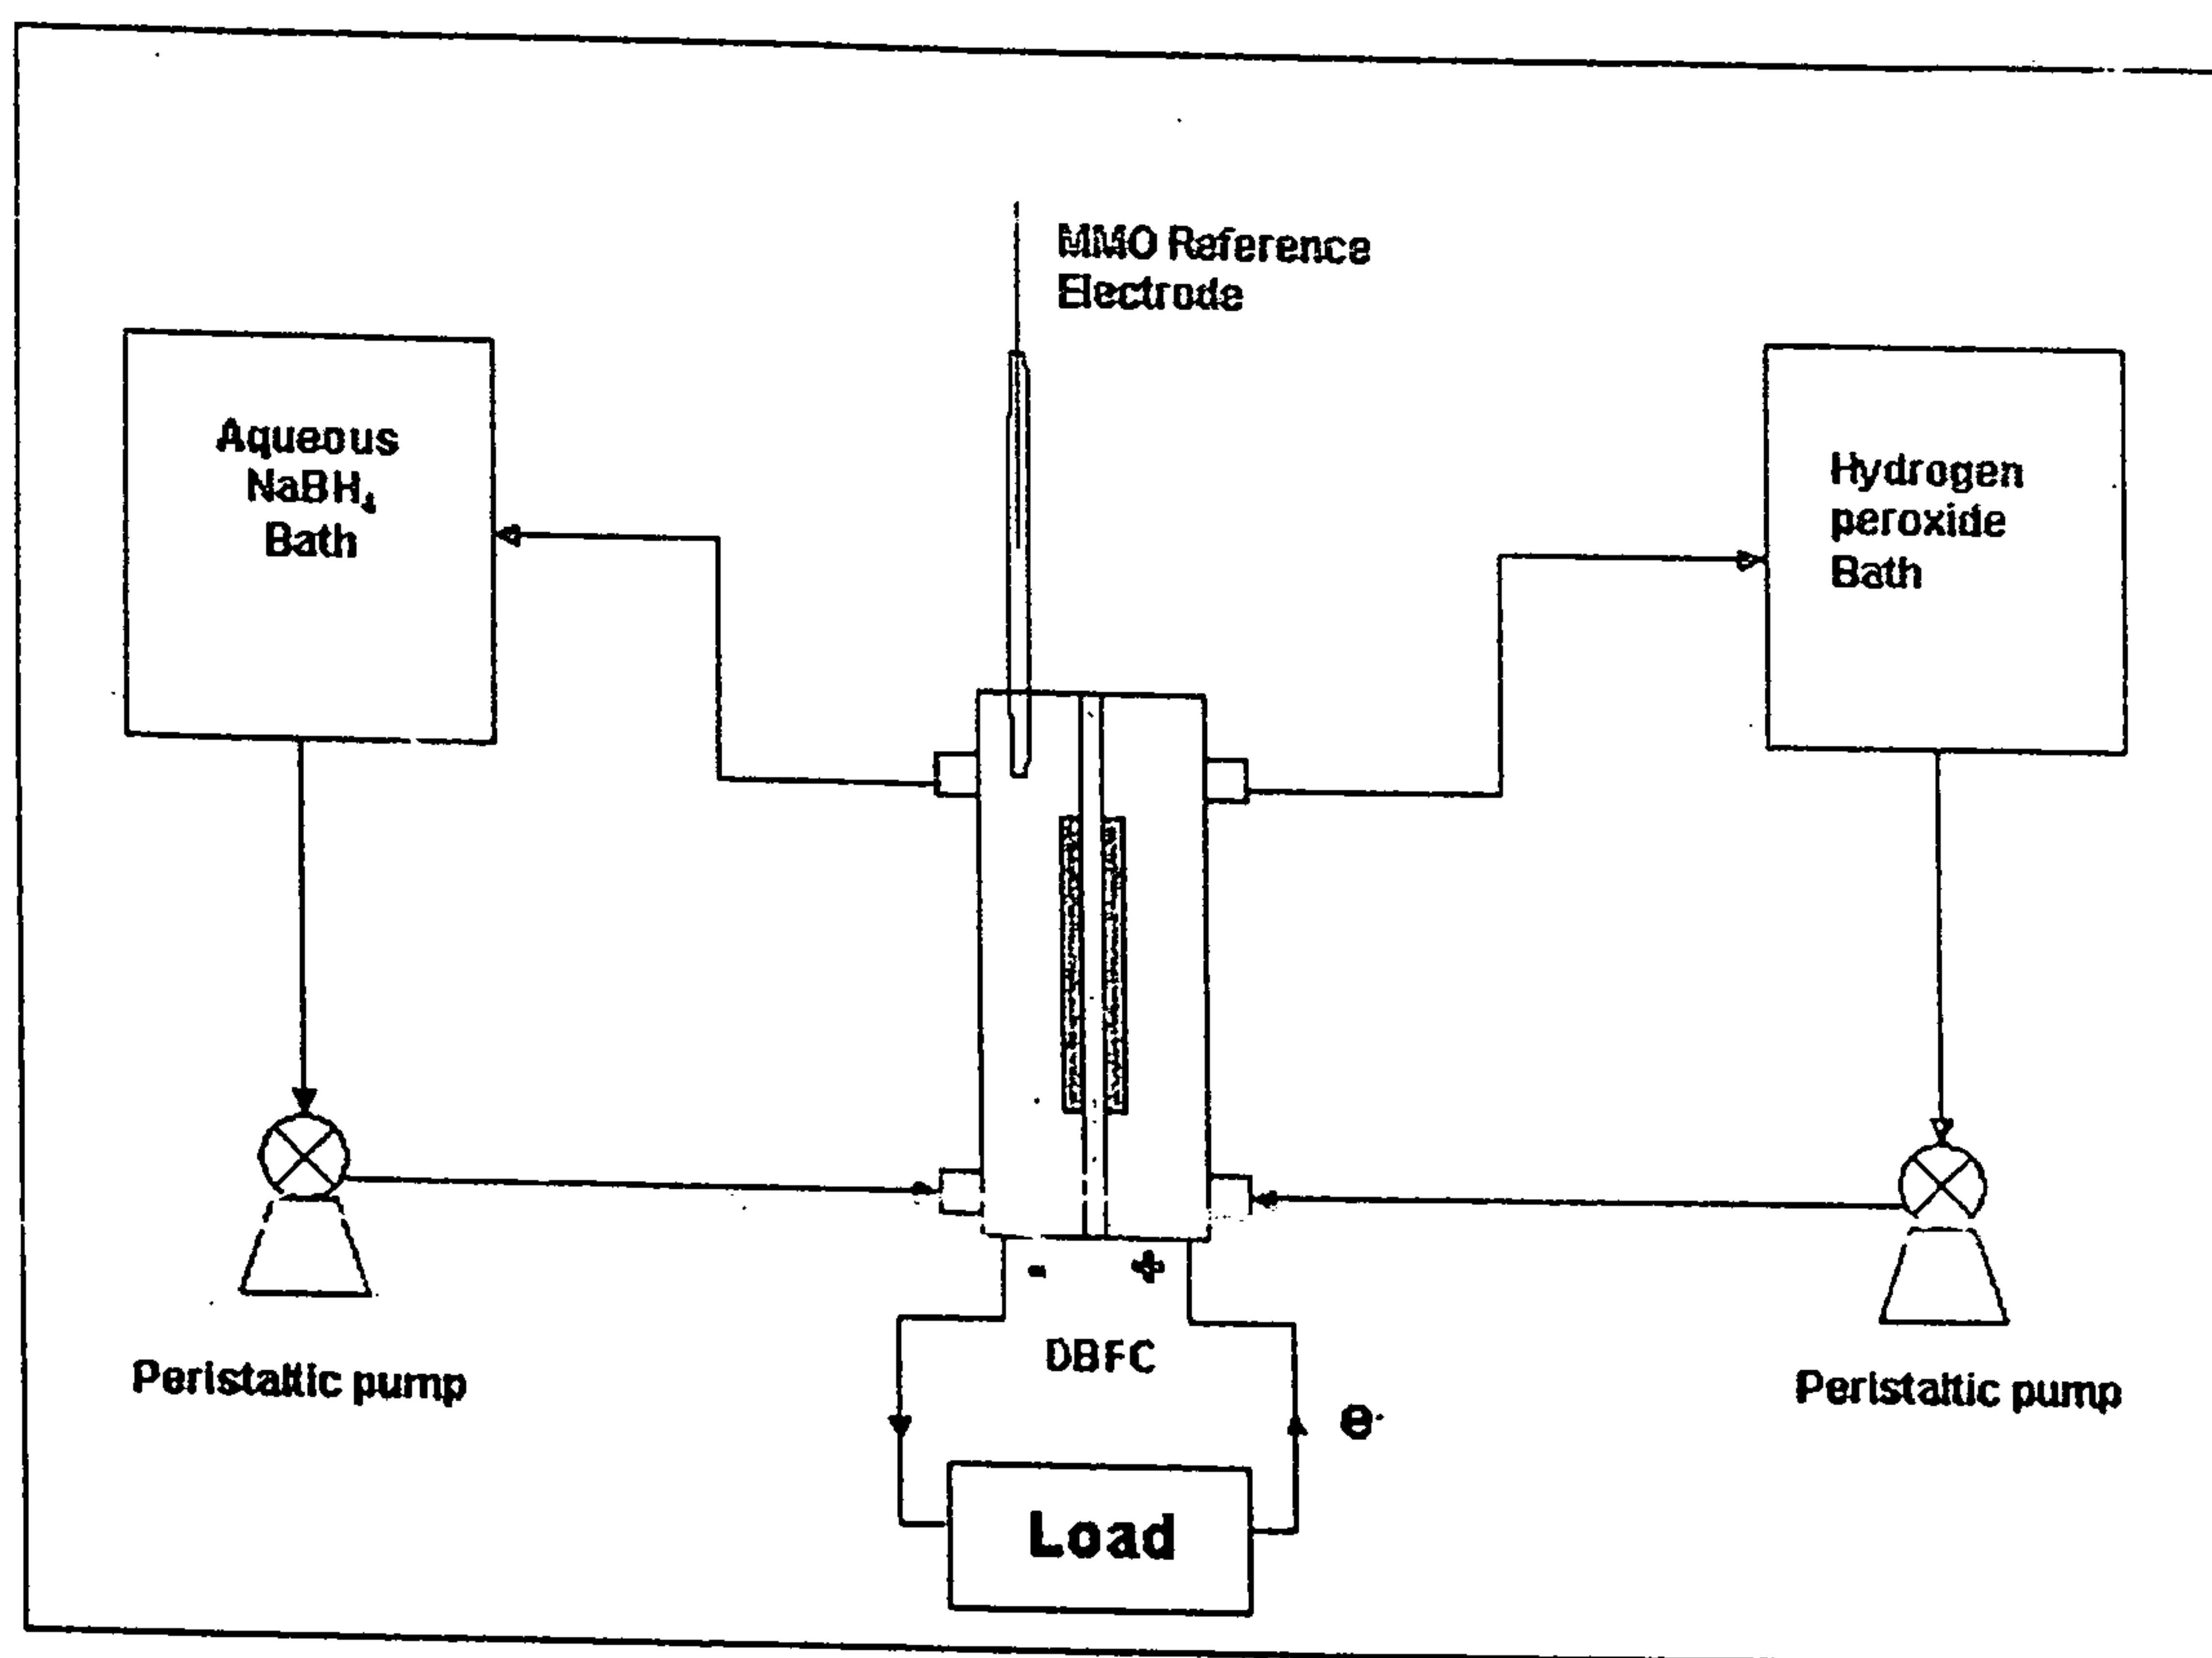 MMO Reference
Electrode
Aqueous
NaBH₄
Bath
Hydrogen
peroxide
Bath
-
+
DBFC
e-
Peristaltic pump
Peristaltic pump
Load